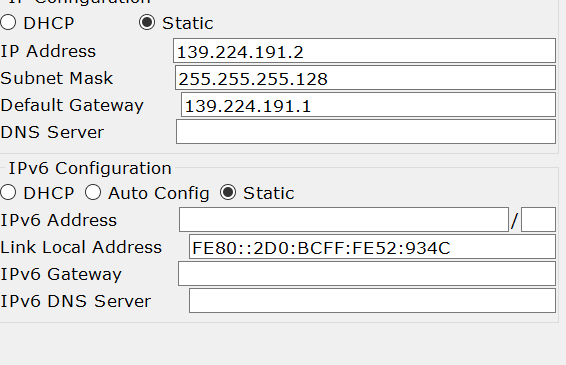 IP Configuration
DHCP Static
IP Address 139.224.191.2
Subnet Mask 255.255.255.128
Default Gateway 139.224.191.1
DNS Server
IPv6 Configuration
DHCP Auto Config Static
IPv6 Address /
Link Local Address FE80::2D0:BCFF:FE52:934C
IPv6 Gateway
IPv6 DNS Server